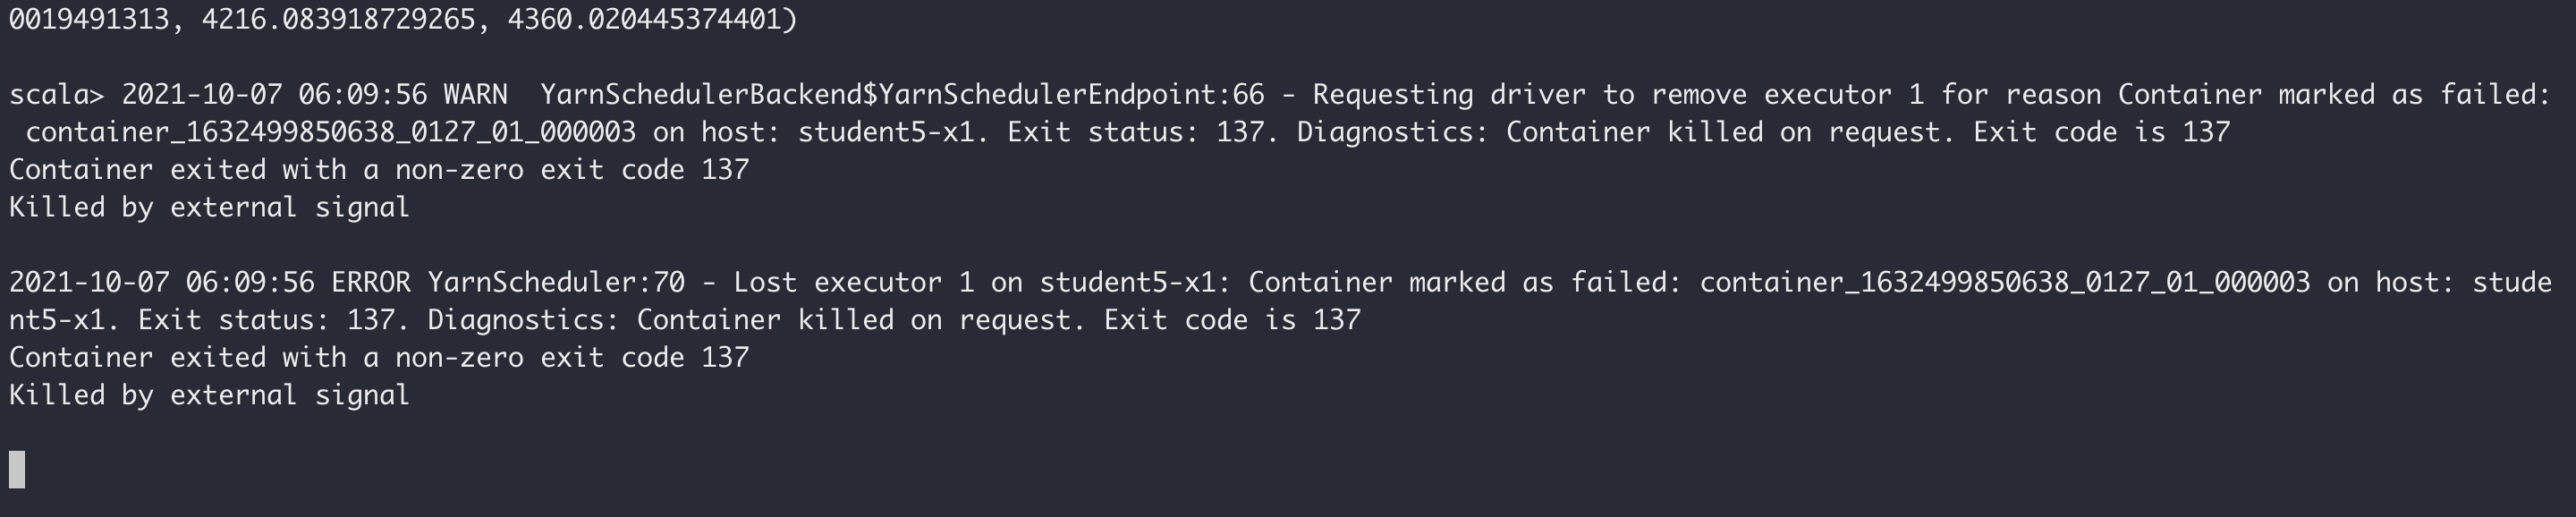 0019491313, 4216.083918729265, 4360.020445374401)
scala> 2021-10-07 06:09:56 WARN  YarnSchedulerBackend$YarnSchedulerEndpoint:66 - Requesting driver to remove executor 1 for reason Container marked as failed:
 container_1632499850638_0127_01_000003 on host: student5-x1. Exit status: 137. Diagnostics: Container killed on request. Exit code is 137
Container exited with a non-zero exit code 137
Killed by external signal
2021-10-07 06:09:56 ERROR YarnScheduler:70 - Lost executor 1 on student5-x1: Container marked as failed: container_1632499850638_0127_01_000003 on host: stude
nt5-x1. Exit status: 137. Diagnostics: Container killed on request. Exit code is 137
Container exited with a non-zero exit code 137
Killed by external signal